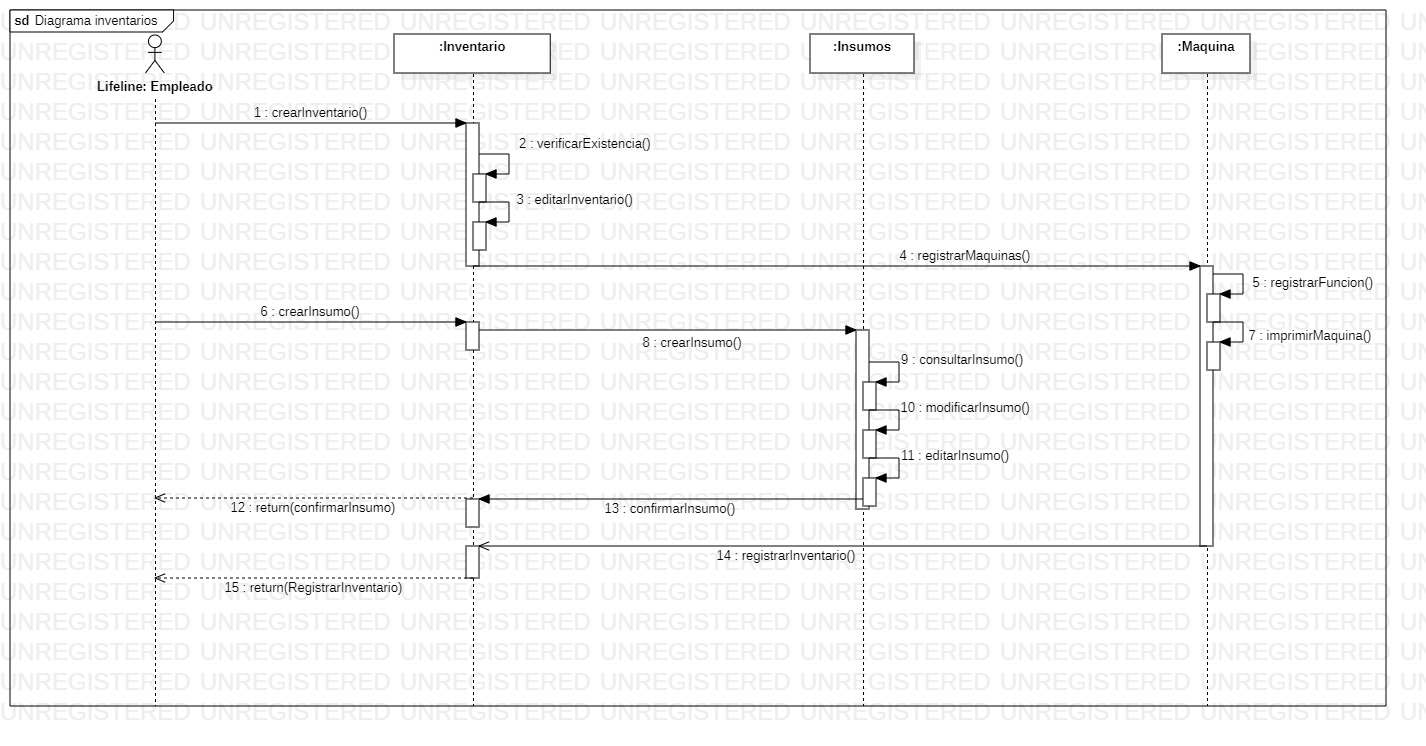 sd Diagrama inventarios
:Inventario
:Insumos
:Maquina
Lifeline: Empleado
1 : crearInventario()
2 : verificarExistencia()
3 : editarInventario()
4 : registrarMaquinas()
5 : registrarFuncion()
6 : crearInsumo()
7 : imprimirMaquina()
8 : crearInsumo()
9 : consultarInsumo()
10 : modificarInsumo()
11 : editarInsumo()
12 : return(confirmarInsumo)
13 : confirmarInsumo()
14 : registrarInventario()
15 : return(RegistrarInventario)
UNREGISTERED UNREGISTERED UNREGISTERED UNREGISTERED UNREGISTERED UNREGISTERED UNREGISTERED